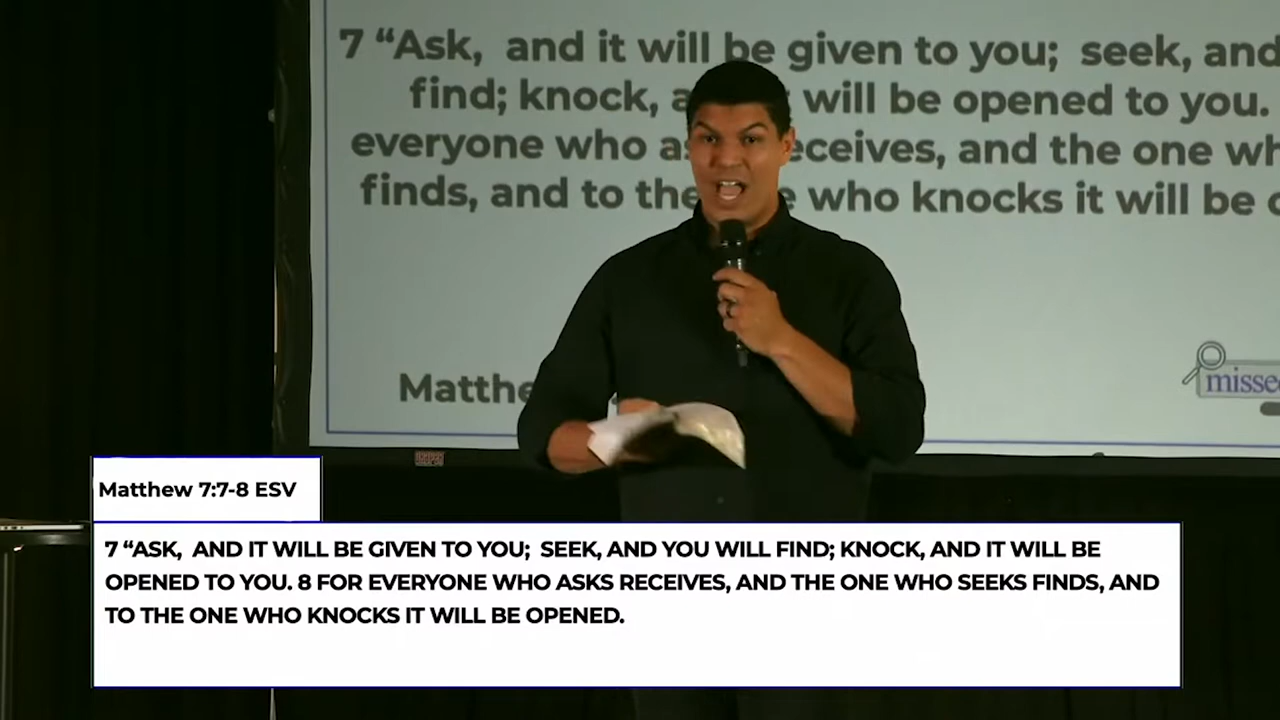 7 “Ask, and it will be given to you; seek, and
find; knock, a will be opened to you.
everyone who as eceives, and the one wh
finds, and to the who knocks it will be
Matthe
misse
Matthew 7:7-8 ESV
7 “ASK, AND IT WILL BE GIVEN TO YOU; SEEK, AND YOU WILL FIND; KNOCK, AND IT WILL BE
OPENED TO YOU. 8 FOR EVERYONE WHO ASKS RECEIVES, AND THE ONE WHO SEEKS FINDS, AND
TO THE ONE WHO KNOCKS IT WILL BE OPENED.